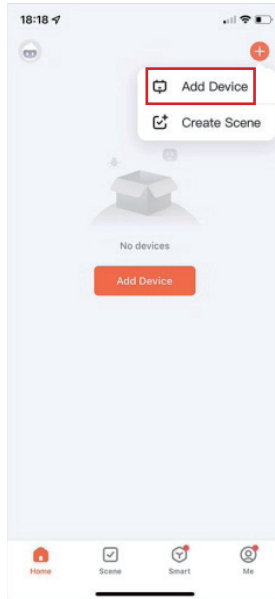 18:18
Add Device
Create Scene
No devices
Add Device
Home
Scene
Smart
Me